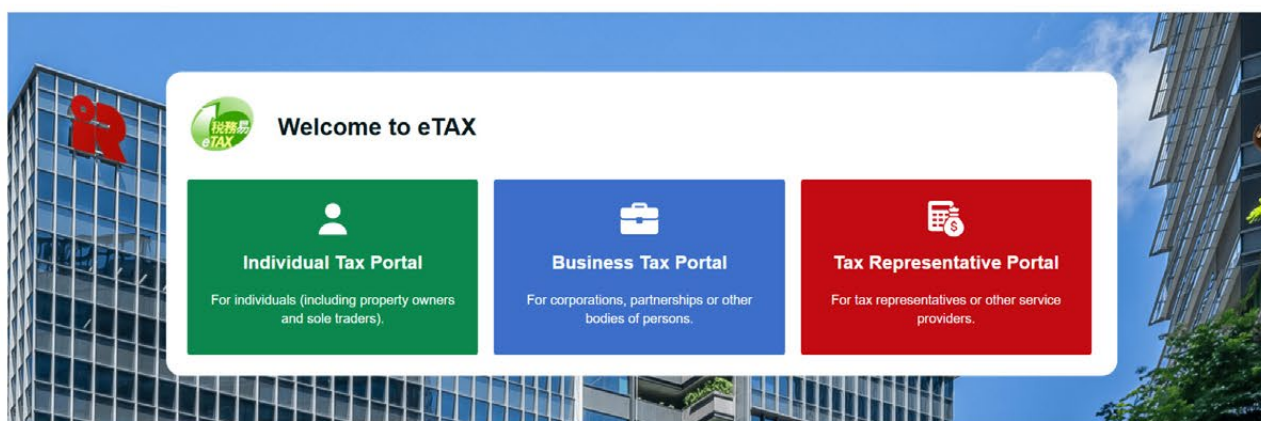 iR
税務易
eTAX
Welcome to eTAX
Individual Tax Portal
For individuals (including property owners
and sole traders).
Business Tax Portal
For corporations, partnerships or other
bodies of persons.
Tax Representative Portal
For tax representatives or other service
providers.